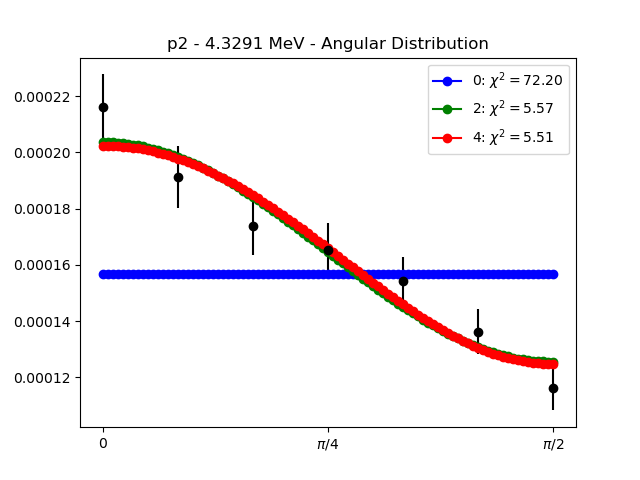 p2 - 4.3291 MeV - Angular Distribution
0: χ² = 72.20
2: χ² = 5.57
4: χ² = 5.51
0.00022
0.00020
0.00018
0.00016
0.00014
0.00012
0
π/4
π/2